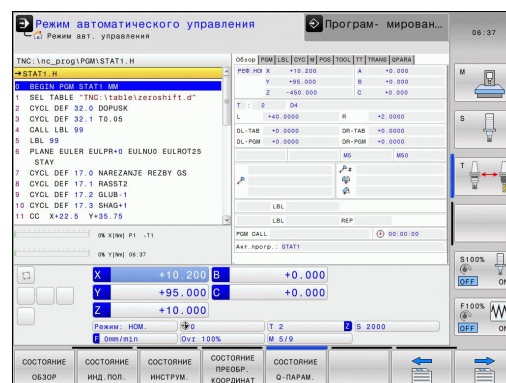 Режим автоматического управления
Режим авт. управления
Програм- мирован...
06:37
TNC:\nc_prog\PGM\STAT1.H
→STAT1.H
0 BEGIN PGM STAT1 MM
1 SEL TABLE "TNC:\table\zeroshift.d"
2 CYCL DEF 32.0 DOPUSK
3 CYCL DEF 32.1 T0.05
4 CALL LBL 99
5 LBL 99
6 PLANE EULER EULPR+0 EULNU0 EULROT25
STAY
7 CYCL DEF 17.0 NAREZANJE REZBY GS
8 CYCL DEF 17.1 RASST2
9 CYCL DEF 17.2 GLUB-1
10 CYCL DEF 17.3 SHAG+1
11 CC X+22.5 Y+35.75
0% X[Nm] P1 -T1
0% Y[Nm] 06:37
Обзор PGM LBL CYC M POS TOOL TT TRANS QPARA
РЕФ.НОМ X +10.200 A +0.000
Y +95.000 B +0.000
Z -450.000 C +0.000
T : 2 D4
L +40.0000 R +2.0000
DL-TAB +0.0000 DR-TAB +0.0000
DL-PGM +0.0000 DR-PGM +0.0000
M5 M50
P
P
LBL
LBL REP
PGM CALL 00:00:00
Акт.прогр.: STAT1
X +10.200 B +0.000
Y +95.000 C +0.000
Z +10.000
Режим: НОМ. 0 T 2 Z S 2000
F 0mm/min Ovr 100% M 5/9
M
S
T
S100%
OFF ON
F100%
OFF ON
СОСТОЯНИЕ ОБЗОР
СОСТОЯНИЕ ИНД.ПОЛ.
СОСТОЯНИЕ ИНСТРУМ.
СОСТОЯНИЕ ПРЕОБР. КООРДИНАТ
СОСТОЯНИЕ Q-ПАРАМ.